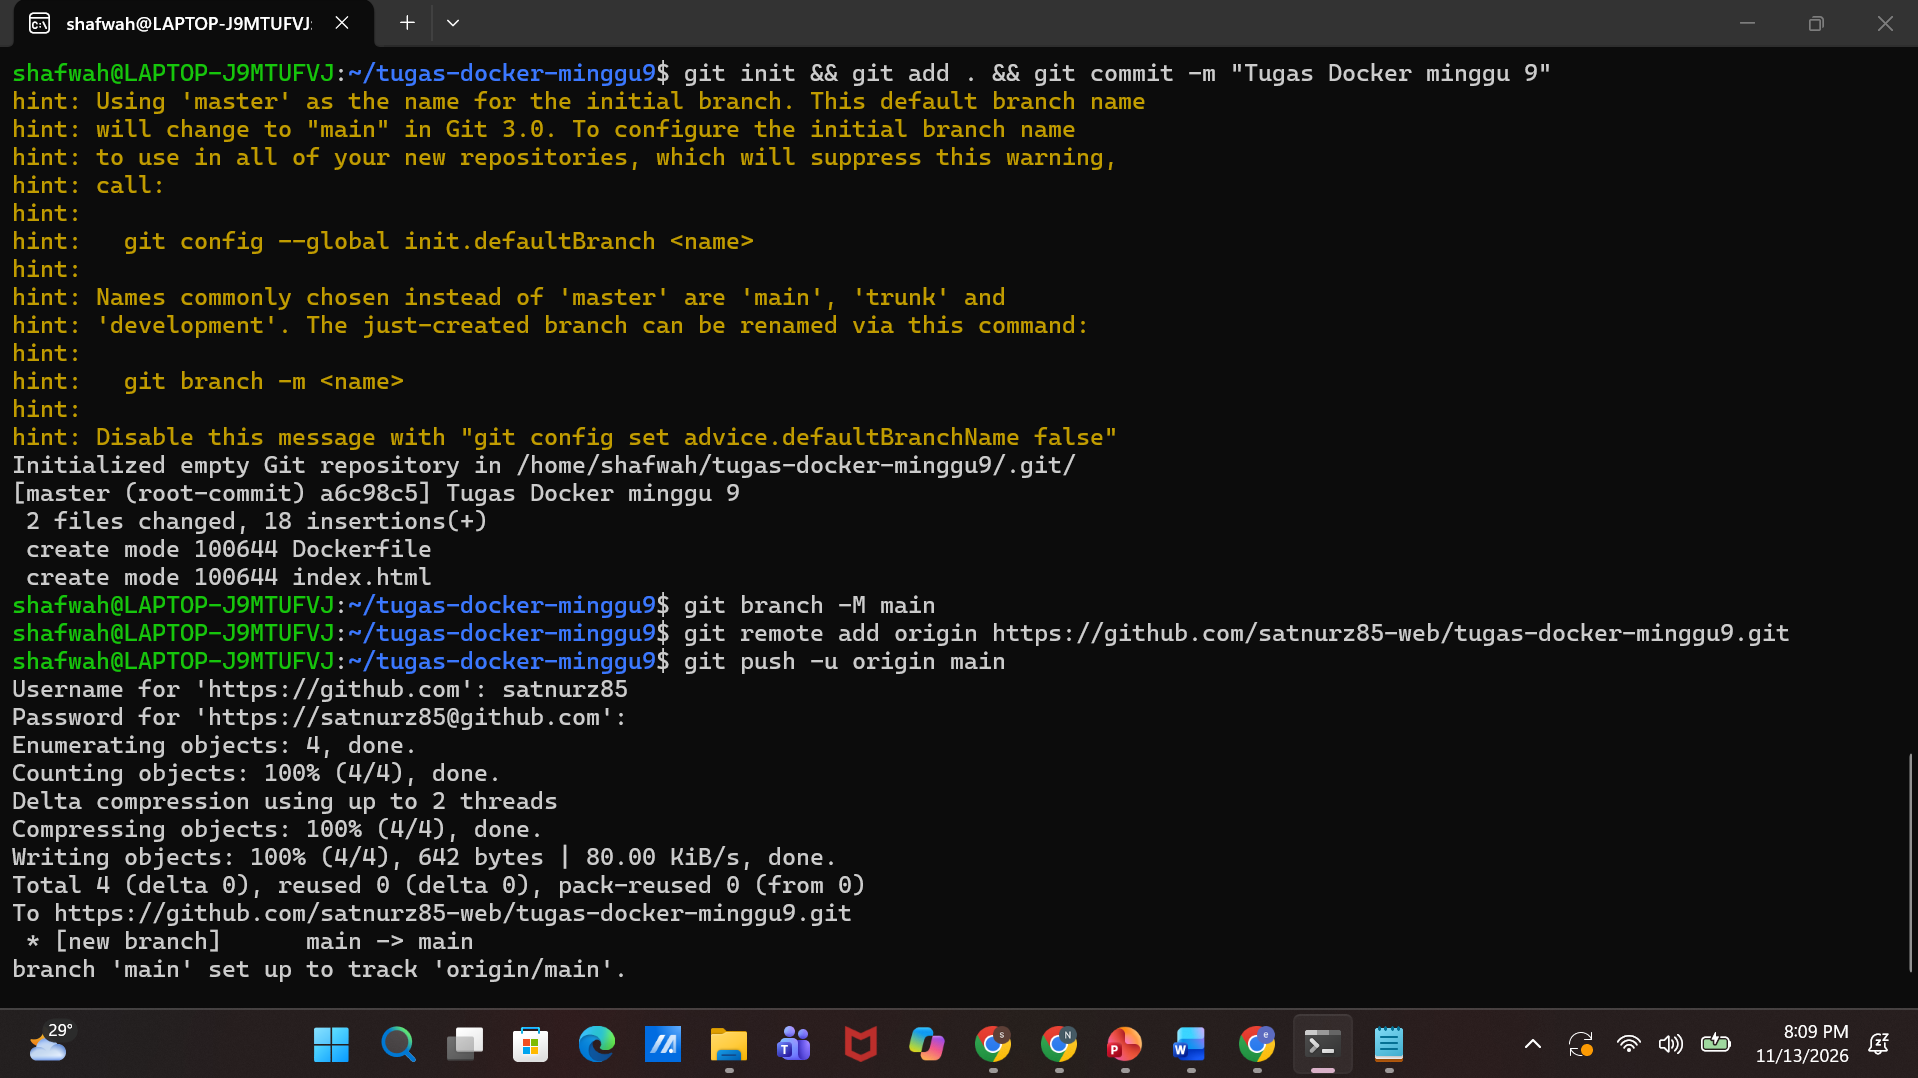 shafwah@LAPTOP-J9MTUFVJ:
shafwah@LAPTOP-J9MTUFVJ:~/tugas-docker-minggu9$ git init && git add . && git commit -m "Tugas Docker minggu 9"
hint: Using 'master' as the name for the initial branch. This default branch name
hint: will change to "main" in Git 3.0. To configure the initial branch name
hint: to use in all of your new repositories, which will suppress this warning,
hint: call:
hint:
hint:   git config --global init.defaultBranch <name>
hint:
hint: Names commonly chosen instead of 'master' are 'main', 'trunk' and
hint: 'development'. The just-created branch can be renamed via this command:
hint:
hint:   git branch -m <name>
hint:
hint: Disable this message with "git config set advice.defaultBranchName false"
Initialized empty Git repository in /home/shafwah/tugas-docker-minggu9/.git/
[master (root-commit) a6c98c5] Tugas Docker minggu 9
 2 files changed, 18 insertions(+)
 create mode 100644 Dockerfile
 create mode 100644 index.html
shafwah@LAPTOP-J9MTUFVJ:~/tugas-docker-minggu9$ git branch -M main
shafwah@LAPTOP-J9MTUFVJ:~/tugas-docker-minggu9$ git remote add origin https://github.com/satnurz85-web/tugas-docker-minggu9.git
shafwah@LAPTOP-J9MTUFVJ:~/tugas-docker-minggu9$ git push -u origin main
Username for 'https://github.com': satnurz85
Password for 'https://satnurz85@github.com':
Enumerating objects: 4, done.
Counting objects: 100% (4/4), done.
Delta compression using up to 2 threads
Compressing objects: 100% (4/4), done.
Writing objects: 100% (4/4), 642 bytes | 80.00 KiB/s, done.
Total 4 (delta 0), reused 0 (delta 0), pack-reused 0 (from 0)
To https://github.com/satnurz85-web/tugas-docker-minggu9.git
 * [new branch]      main -> main
branch 'main' set up to track 'origin/main'.
29°
8:09 PM
11/13/2026